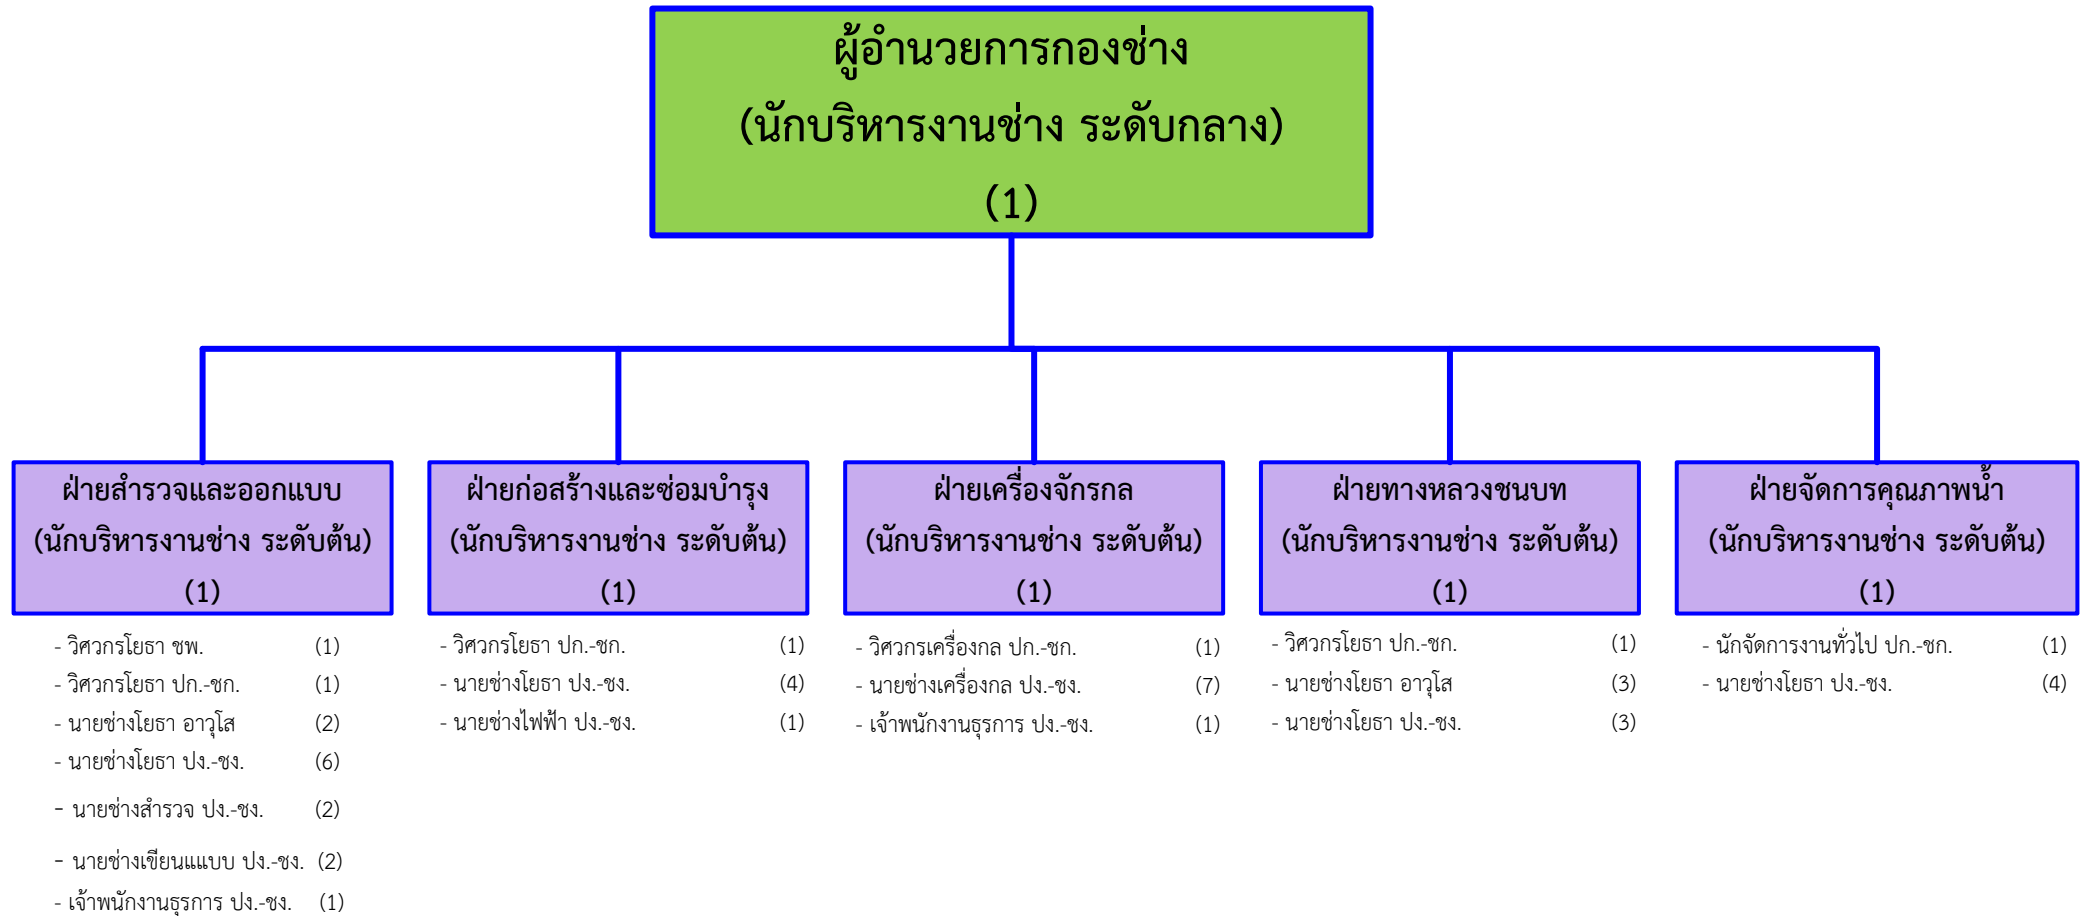 ผู้อำนวยการกองช่าง
(นักบริหารงานช่าง ระดับกลาง)
(1)
ฝ่ายสำรวจและออกแบบ
(นักบริหารงานช่าง ระดับต้น)
(1)
- วิศวกรโยธา ชพ. (1)
- วิศวกรโยธา ปก.-ชก. (1)
- นายช่างโยธา อาวุโส (2)
- นายช่างโยธา ปง.-ชง. (6)
- นายช่างสำรวจ ปง.-ชง. (2)
- นายช่างเขียนแแบบ ปง.-ชง. (2)
- เจ้าพนักงานธุรการ ปง.-ชง. (1)
ฝ่ายก่อสร้างและซ่อมบำรุง
(นักบริหารงานช่าง ระดับต้น)
(1)
- วิศวกรโยธา ปก.-ชก. (1)
- นายช่างโยธา ปง.-ชง. (4)
- นายช่างไฟฟ้า ปง.-ชง. (1)
ฝ่ายเครื่องจักรกล
(นักบริหารงานช่าง ระดับต้น)
(1)
- วิศวกรเครื่องกล ปก.-ชก. (1)
- นายช่างเครื่องกล ปง.-ชง. (7)
- เจ้าพนักงานธุรการ ปง.-ชง. (1)
ฝ่ายทางหลวงชนบท
(นักบริหารงานช่าง ระดับต้น)
(1)
- วิศวกรโยธา ปก.-ชก. (1)
- นายช่างโยธา อาวุโส (3)
- นายช่างโยธา ปง.-ชง. (3)
ฝ่ายจัดการคุณภาพน้ำ
(นักบริหารงานช่าง ระดับต้น)
(1)
- นักจัดการงานทั่วไป ปก.-ชก. (1)
- นายช่างโยธา ปง.-ชง. (4)